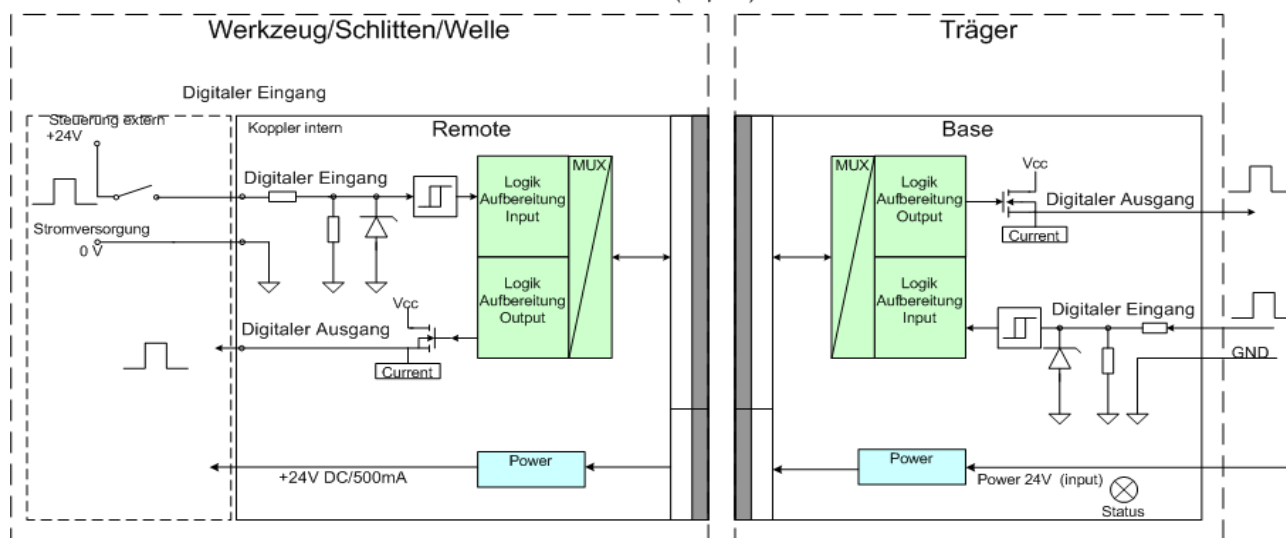 Werkzeug/Schlitten/Welle
Träger
Digitaler Eingang
Steuerung extern
+24V
Koppler intern
Remote
Base
Digitaler Eingang
MUX
Logik
Aufbereitung
Input
MUX
Logik
Aufbereitung
Output
Vcc
Digitaler Ausgang
Current
Stromversorgung
0 V
Logik
Aufbereitung
Output
Logik
Aufbereitung
Input
Digitaler Eingang
Vcc
Digitaler Ausgang
Current
GND
Power
+24V DC/500mA
Power
Power 24V (input)
Status